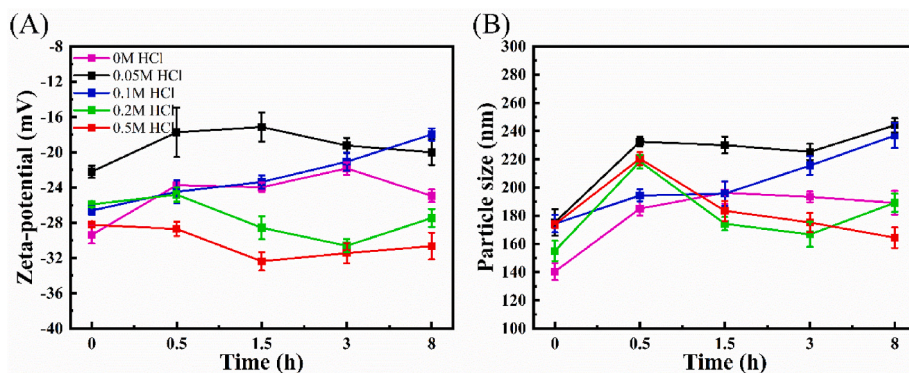 (A)
-8
-12
-16
-20
-24
-28
-32
-36
-40
Zeta-potential (mV)
0M HCl
0.05M HCl
0.1M HCl
0.2M HCl
0.5M HCl
0 0.5 1.5 3 8
Time (h)
(B)
300
280
260
240
220
200
180
160
140
120
100
Particle size (nm)
0 0.5 1.5 3 8
Time (h)